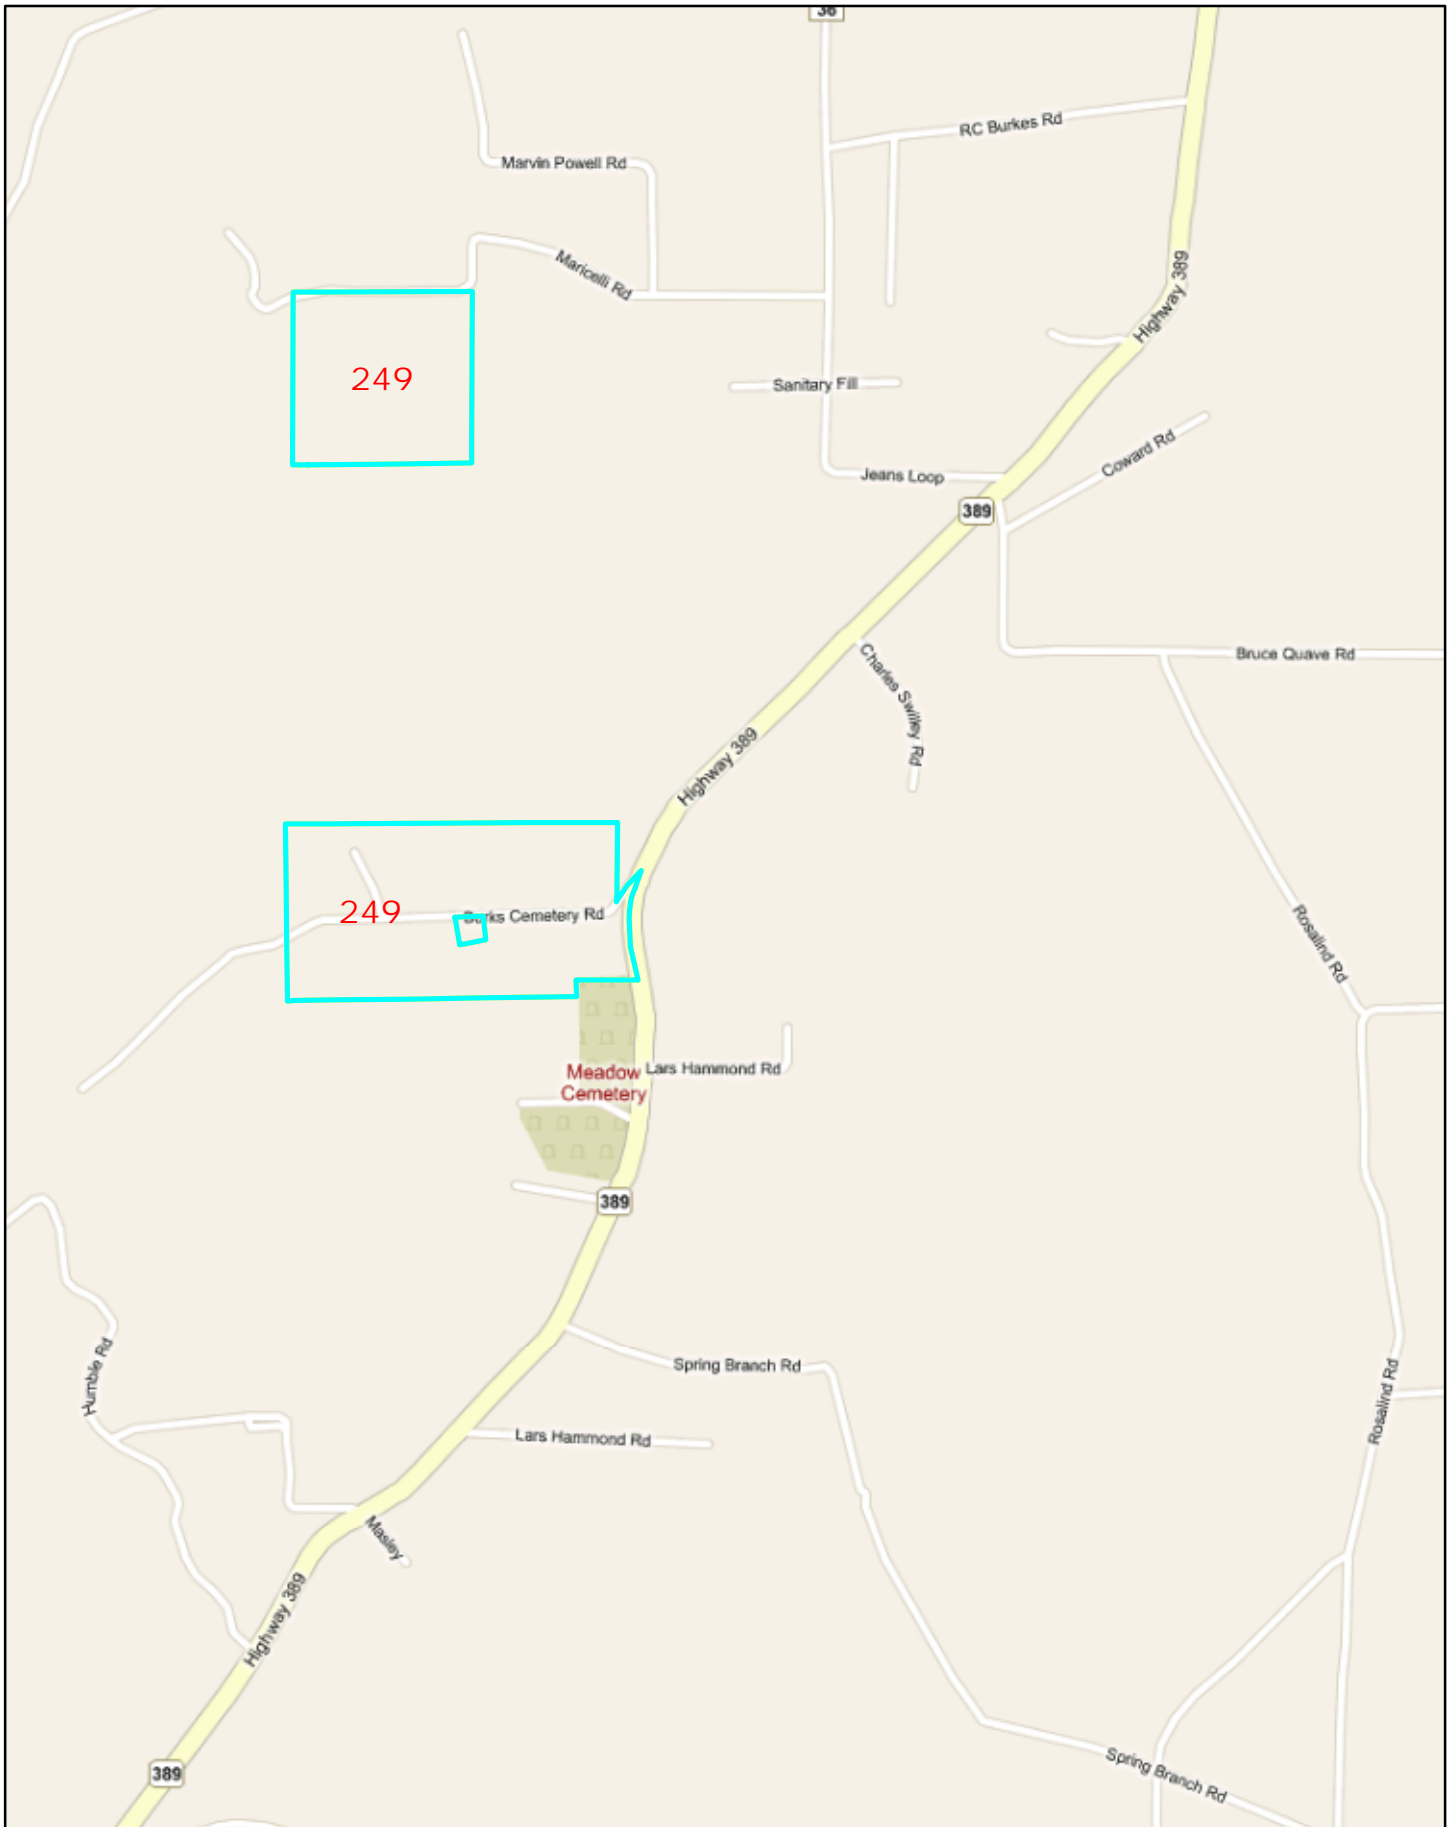 36
RC Burkes Rd
Marvin Powell Rd
Maricelli Rd
Highway 389
249
Sanitary Fill
Coward Rd
Jeans Loop
389
Bruce Quave Rd
Charles Swilley Rd
Highway 389
249
Burks Cemetery Rd
Rosalind Rd
Meadow
Cemetery
Lars Hammond Rd
389
Humble Rd
Spring Branch Rd
Rosalind Rd
Lars Hammond Rd
Masley
Highway 389
389
Spring Branch Rd